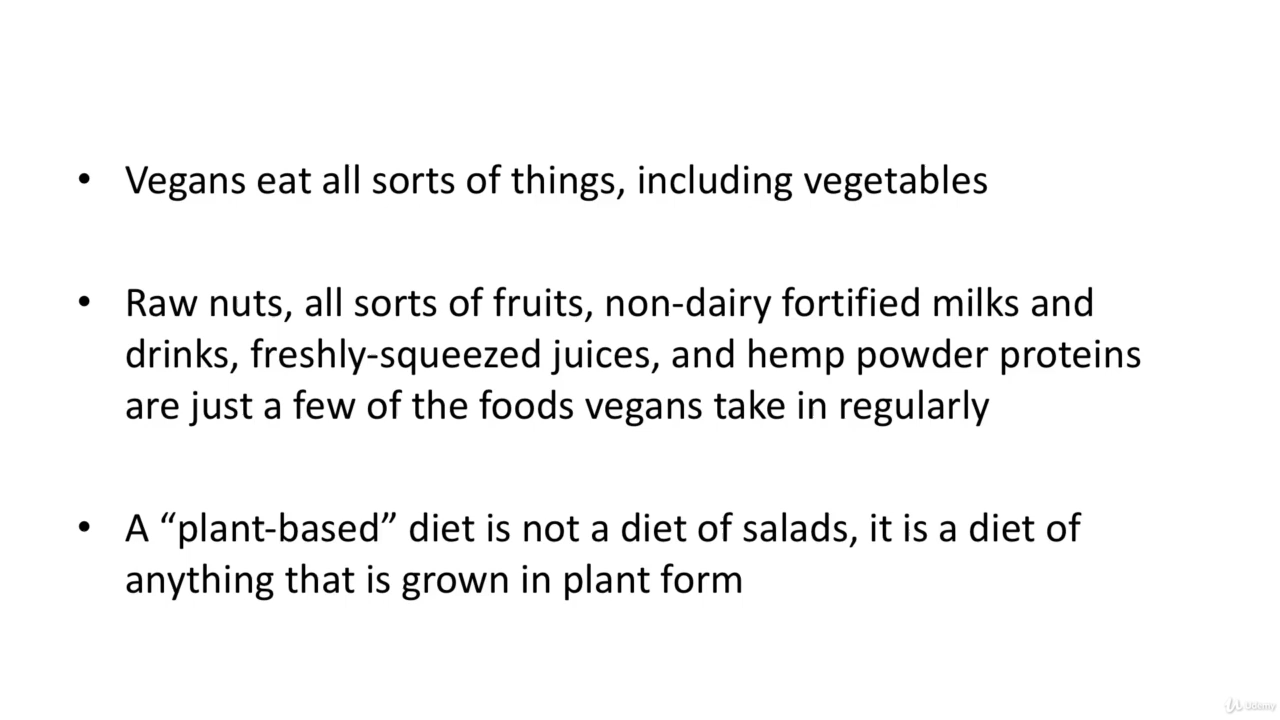 • Vegans eat all sorts of things, including vegetables
• Raw nuts, all sorts of fruits, non-dairy fortified milks and
drinks, freshly-squeezed juices, and hemp powder proteins
are just a few of the foods vegans take in regularly
• A “plant-based” diet is not a diet of salads, it is a diet of
anything that is grown in plant form
Udemy